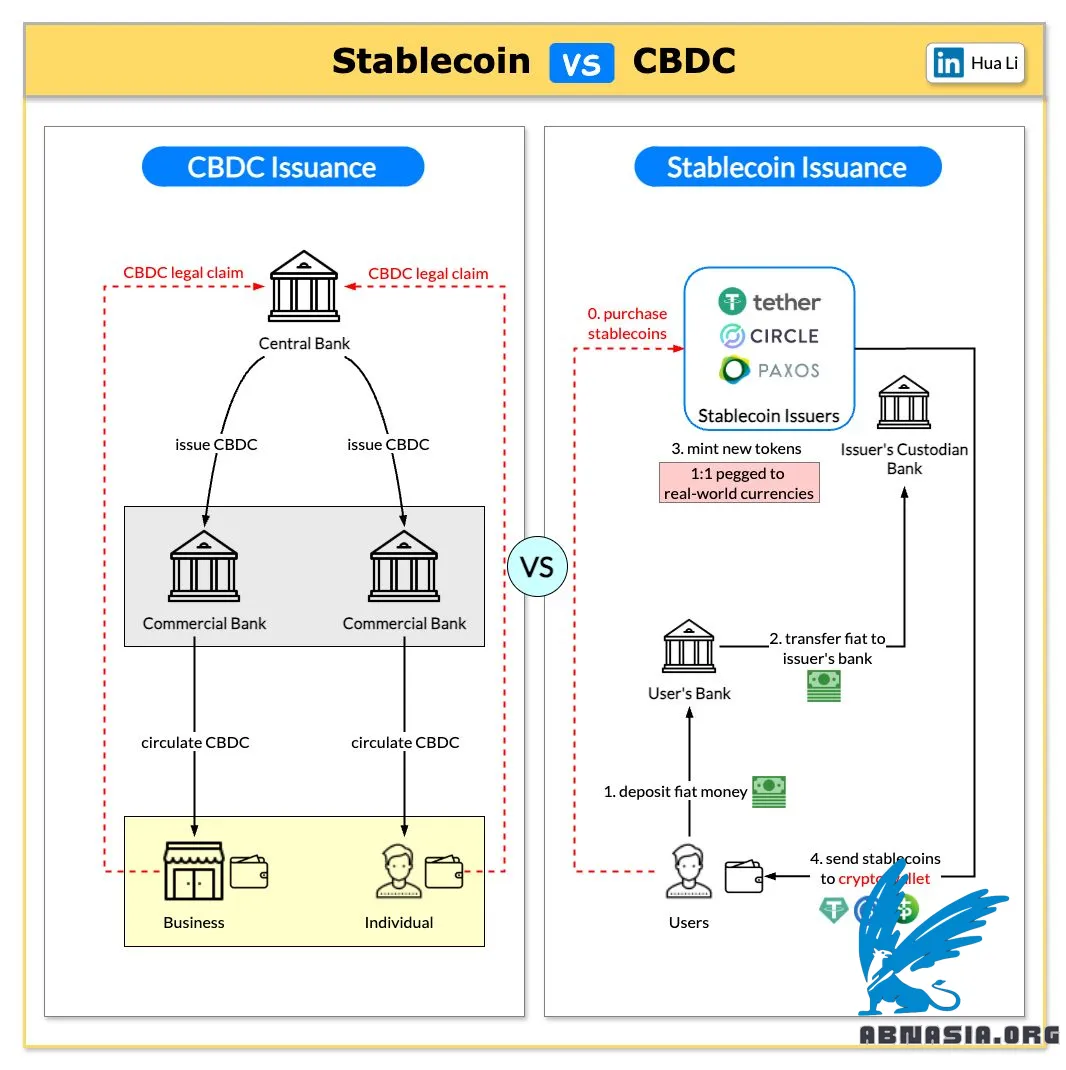 Stablecoin vs CBDC
in Hua Li
CBDC Issuance
CBDC legal claim
CBDC legal claim
Central Bank
issue CBDC
issue CBDC
Commercial Bank
Commercial Bank
circulate CBDC
circulate CBDC
Business
Individual
VS
Stablecoin Issuance
0. purchase
stablecoins
tether
CIRCLE
PAXOS
Stablecoin Issuers
3. mint new tokens
1:1 pegged to
real-world currencies
Issuer's Custodian
Bank
2. transfer fiat to
issuer's bank
User's Bank
1. deposit fiat money
4. send stablecoins
to crypto wallet
Users
ABNASIA.ORG